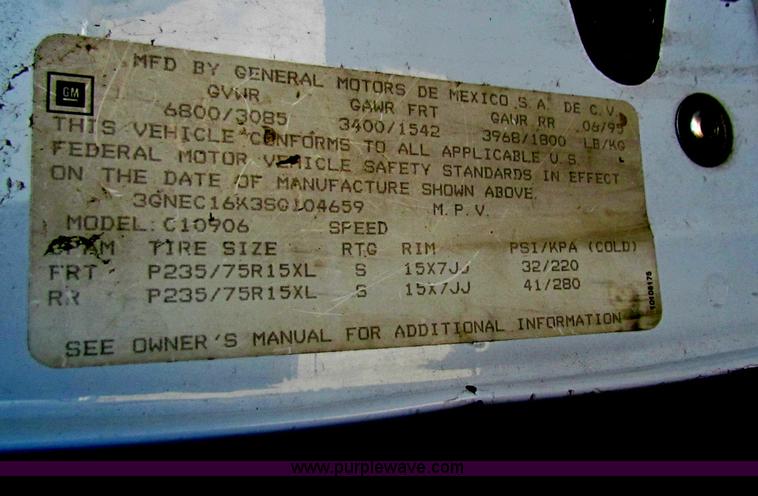 MFD BY GENERAL MOTORS DE MEXICO S.A. DE C.V.
GM
GVWR GAWR FRT GAWR RR 06/95
6800/3085 3400/1542 3968/1800 LB/KG
THIS VEHICLE CONFORMS TO ALL APPLICABLE U.S.
FEDERAL MOTOR VEHICLE SAFETY STANDARDS IN EFFECT
ON THE DATE OF MANUFACTURE SHOWN ABOVE
3GNEC16K3SG104659 M.P.V.
MODEL: C10906 SPEED
TIRE SIZE RTG RIM PSI/KPA (COLD)
FRT P235/75R15XL S 15X7JJ 32/220
RR P235/75R15XL S 15X7JJ 41/280
SEE OWNER'S MANUAL FOR ADDITIONAL INFORMATION
www.purplewave.com